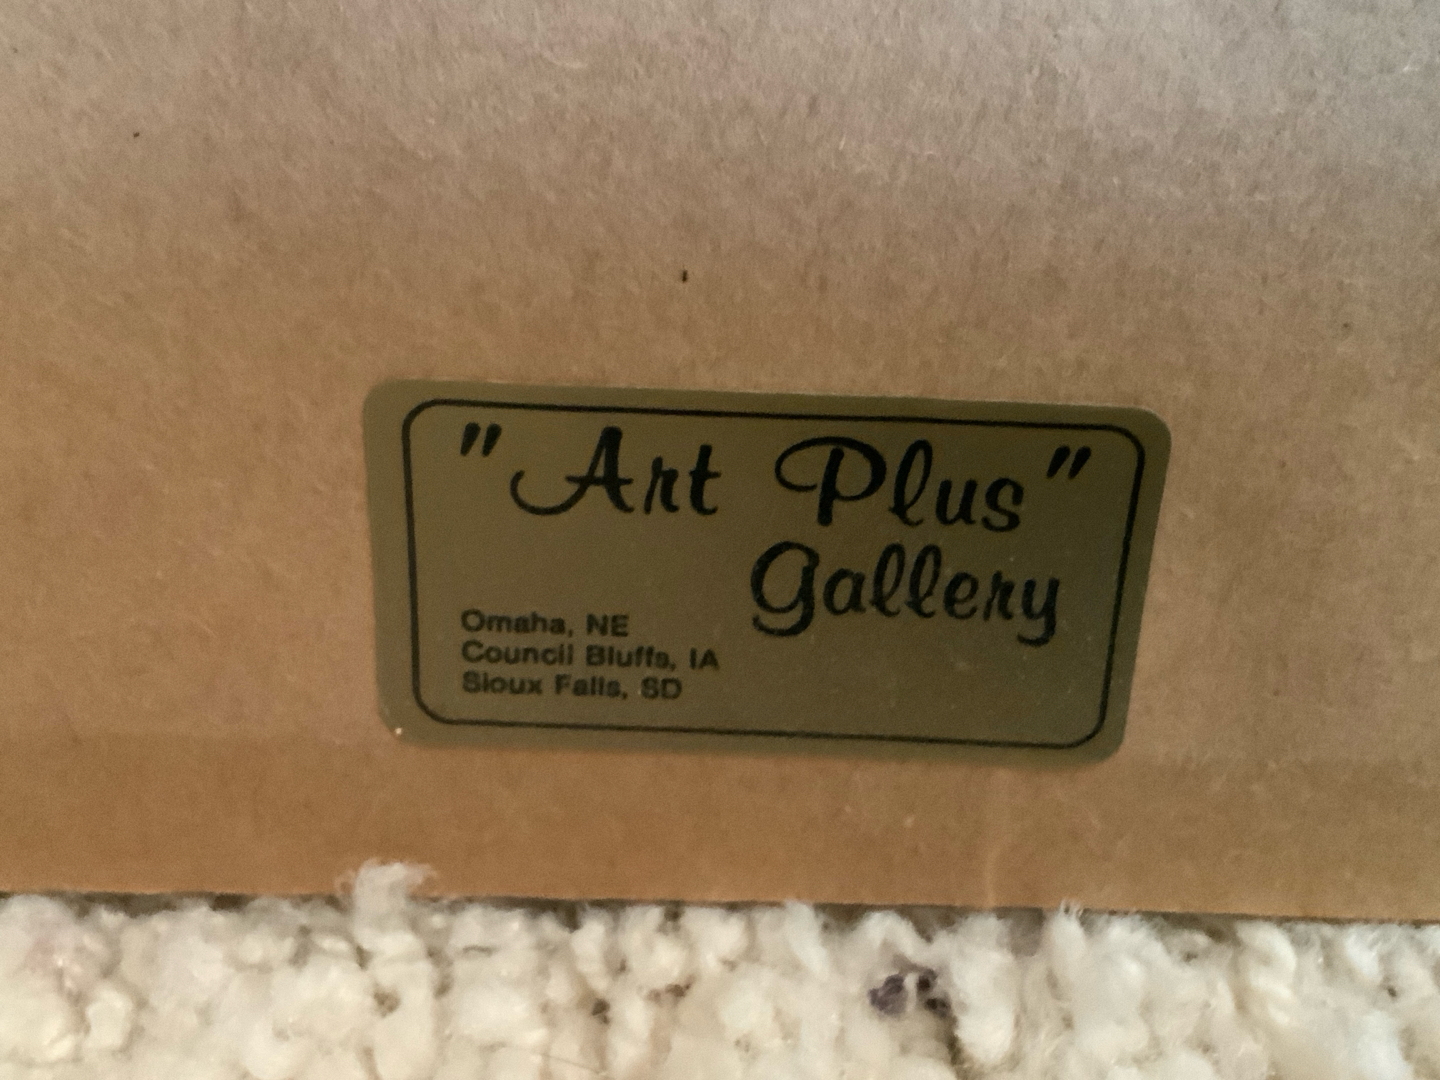 "Art Plus"
Gallery
Omaha, NE
Council Bluffs, IA
Sioux Falls, SD